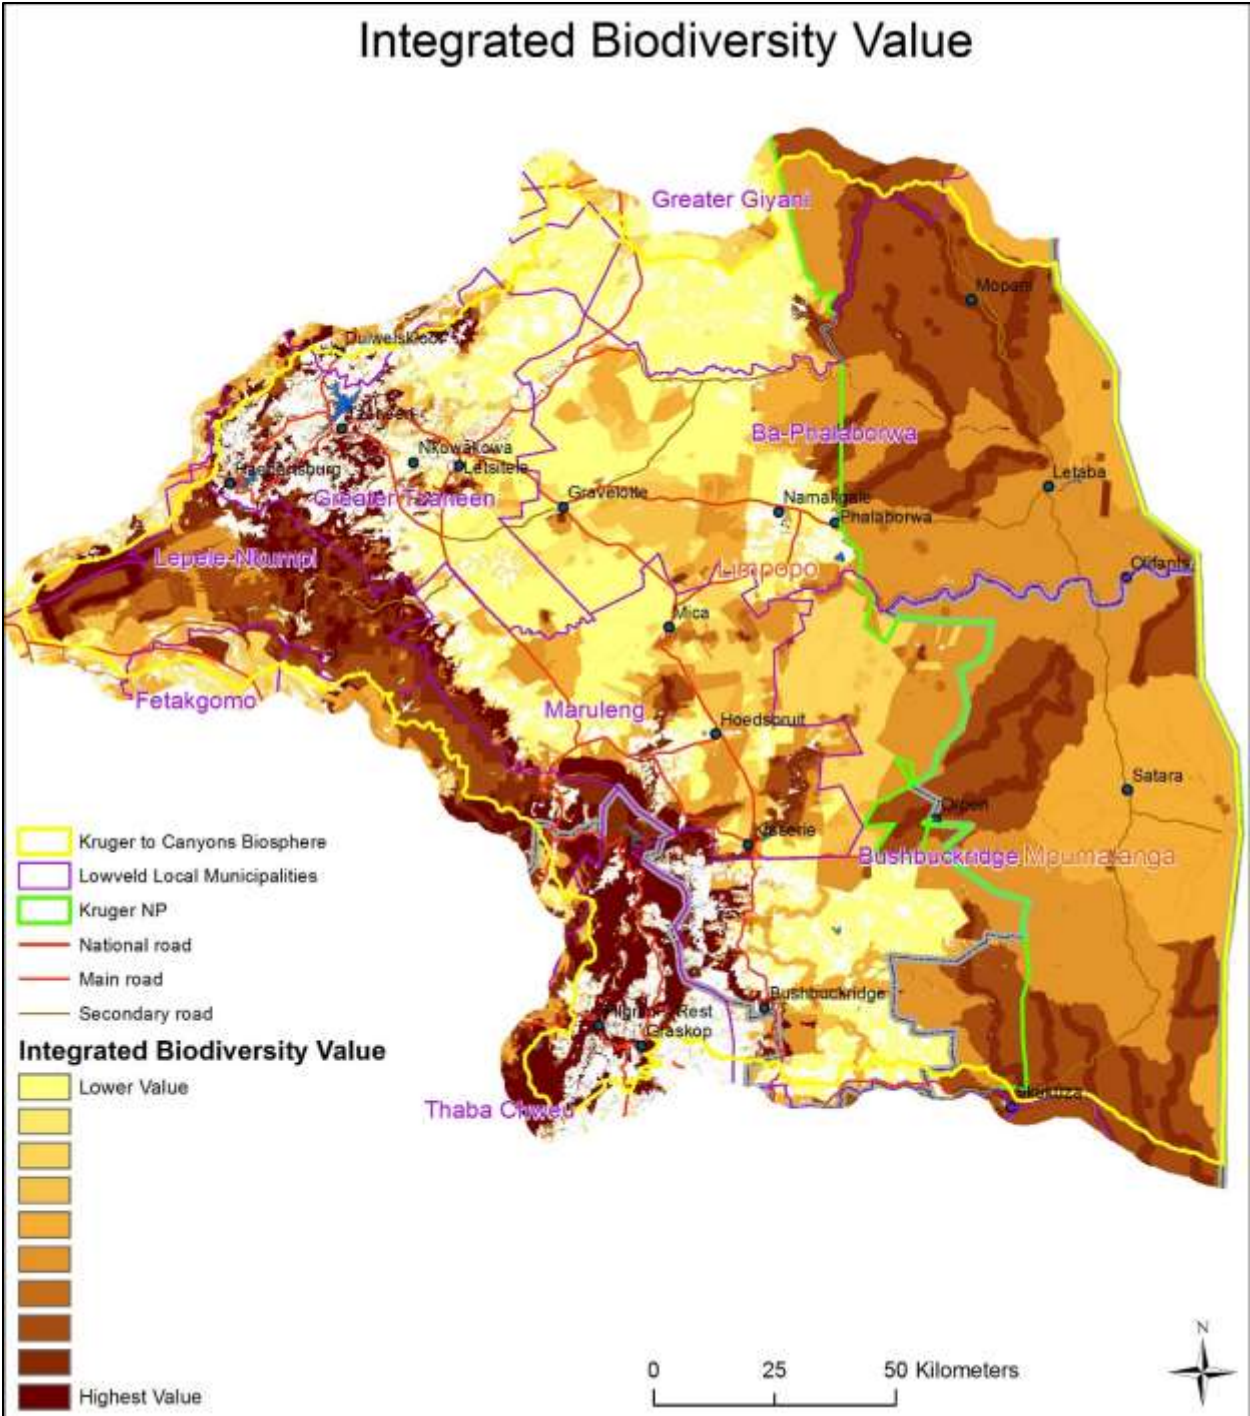 Integrated Biodiversity Value
Greater Giyani
Mopani
Duiwelskloof
Tzaneen
Ba-Phalaborwa
Nkowakowa
Letsitele
Letaba
Haenertsburg
Greater Tzaneen
Gravelotte
Namakgale
Phalaborwa
Lepele-Nkumpi
Limpopo
Olifants
Mica
Fetakgomo
Maruleng
Hoedspruit
Satara
Orpen
Klaserie
Bushbuckridge Mpumalanga
Bushbuckridge
Pilgrim's Rest
Graskop
Thaba Chweu
Skukuza
Kruger to Canyons Biosphere
Lowveld Local Municipalities
Kruger NP
National road
Main road
Secondary road
Integrated Biodiversity Value
Lower Value
Highest Value
0 25 50 Kilometers
N